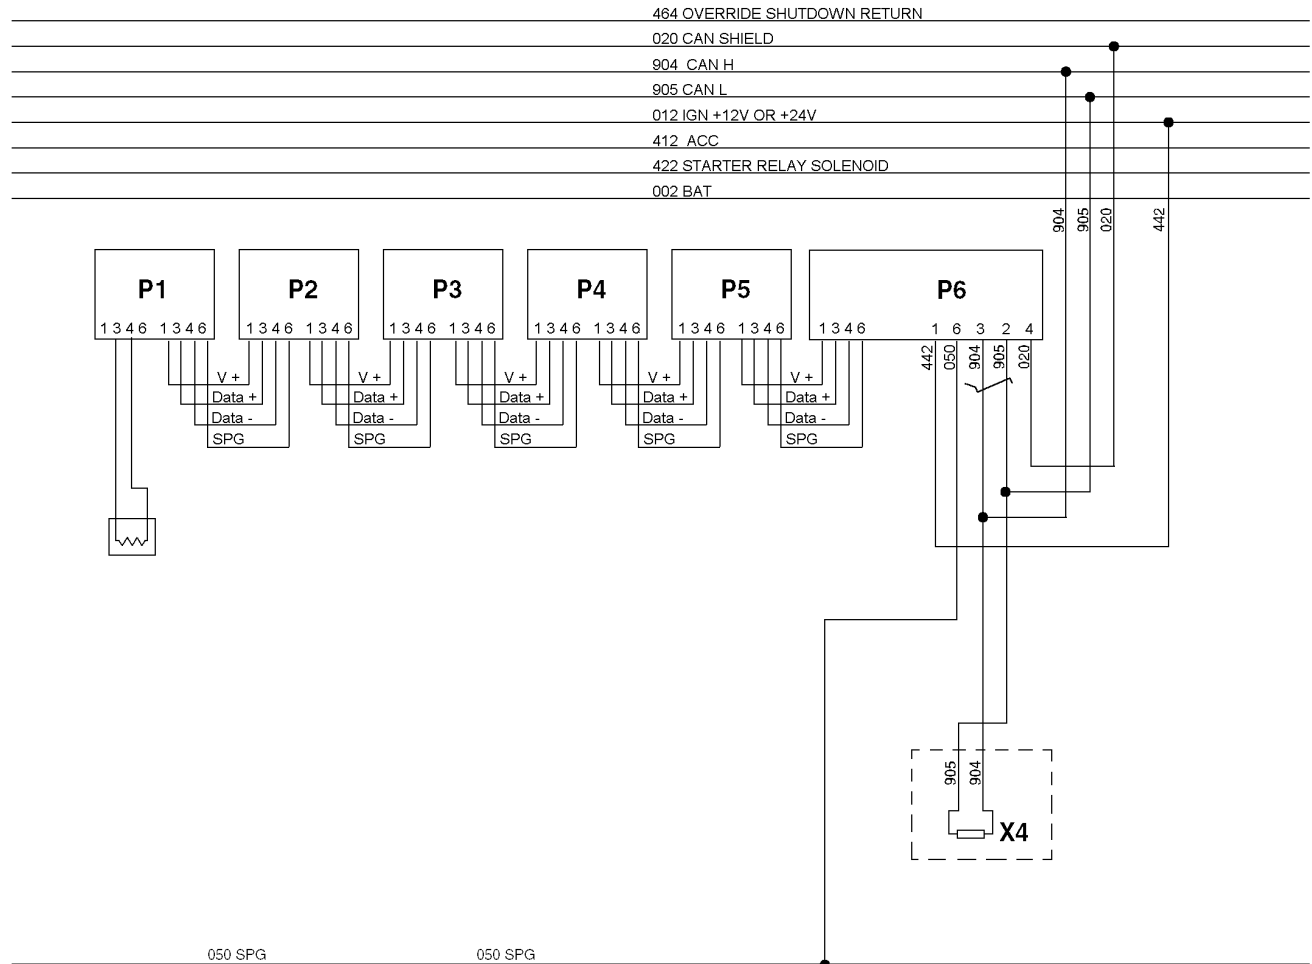 464 OVERRIDE SHUTDOWN RETURN
020 CAN SHIELD
904 CAN H
905 CAN L
012 IGN +12V OR +24V
412 ACC
422 STARTER RELAY SOLENOID
002 BAT
904 905 020 442
P1 P2 P3 P4 P5 P6
1 3 4 6 1 3 4 6 1 3 4 6 1 3 4 6 1 3 4 6 1 3 4 6 1 3 4 6 1 3 4 6 1 3 4 6 1 3 4 6 1 3 4 6 1 6 3 2 4
442 050 904 905 020
V + V + V + V + V +
Data + Data + Data + Data + Data +
Data - Data - Data - Data - Data -
SPG SPG SPG SPG SPG
905 904
X4
050 SPG 050 SPG